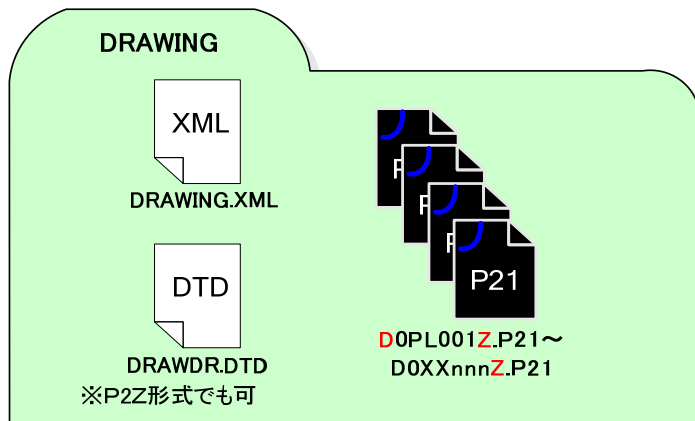 DRAWING
XML
DRAWING.XML
DTD
DRAWDR.DTD
※P2Z形式でも可
P
P
P
P21
D0PL001Z.P21～
D0XXnnnZ.P21